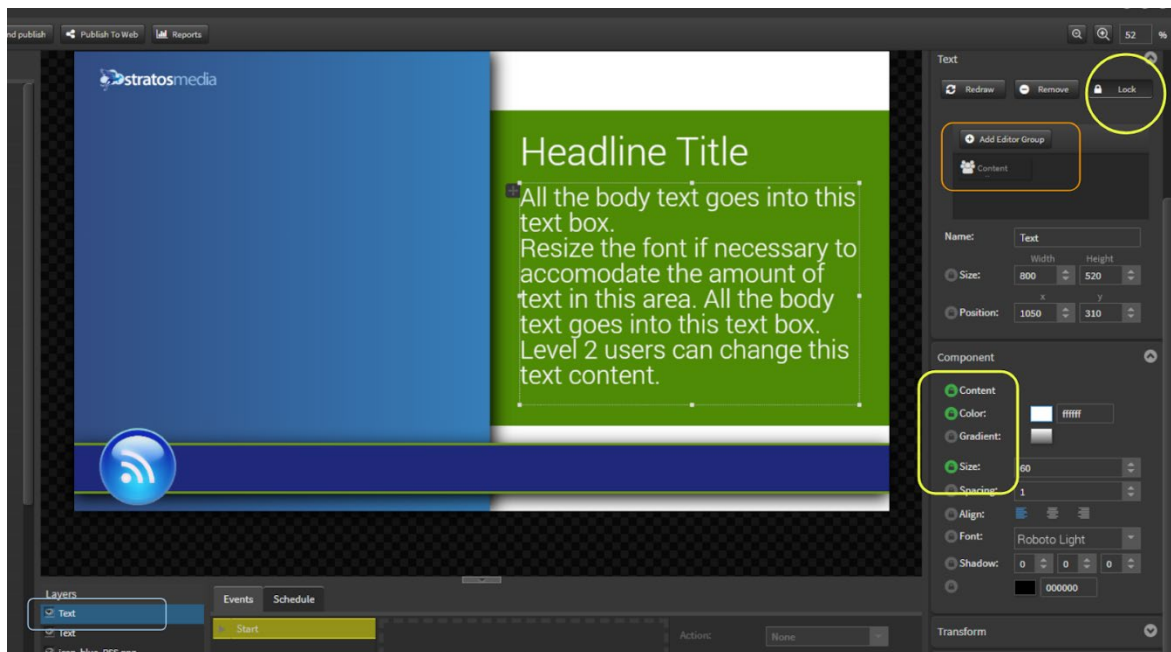 nd publish
Publish To Web
Reports
52 %
stratosmedia
Headline Title
All the body text goes into this
text box.
Resize the font if necessary to
accomodate the amount of
text in this area. All the body
text goes into this text box.
Level 2 users can change this
text content.
Text
Redraw
Remove
Lock
Add Editor Group
Content
Name: Text
Width Height
Size: 800 520
x y
Position: 1050 310
Component
Content
Color: ffffff
Gradient:
Size: 60
Spacing: 1
Align:
Font: Roboto Light
Shadow: 0 0 0
000000
Transform
Layers
Text
Text
Events Schedule
Start
Action: None